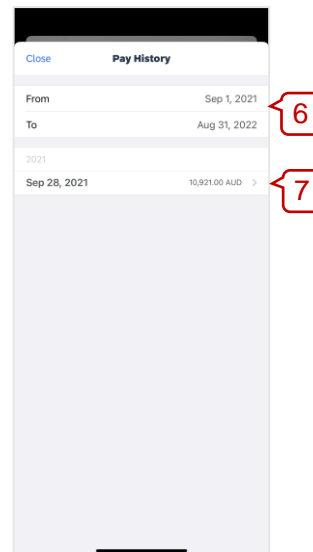 Close Pay History
From Sep 1, 2021
6
To Aug 31, 2022
2021
Sep 28, 2021 10,921.00 AUD >
7